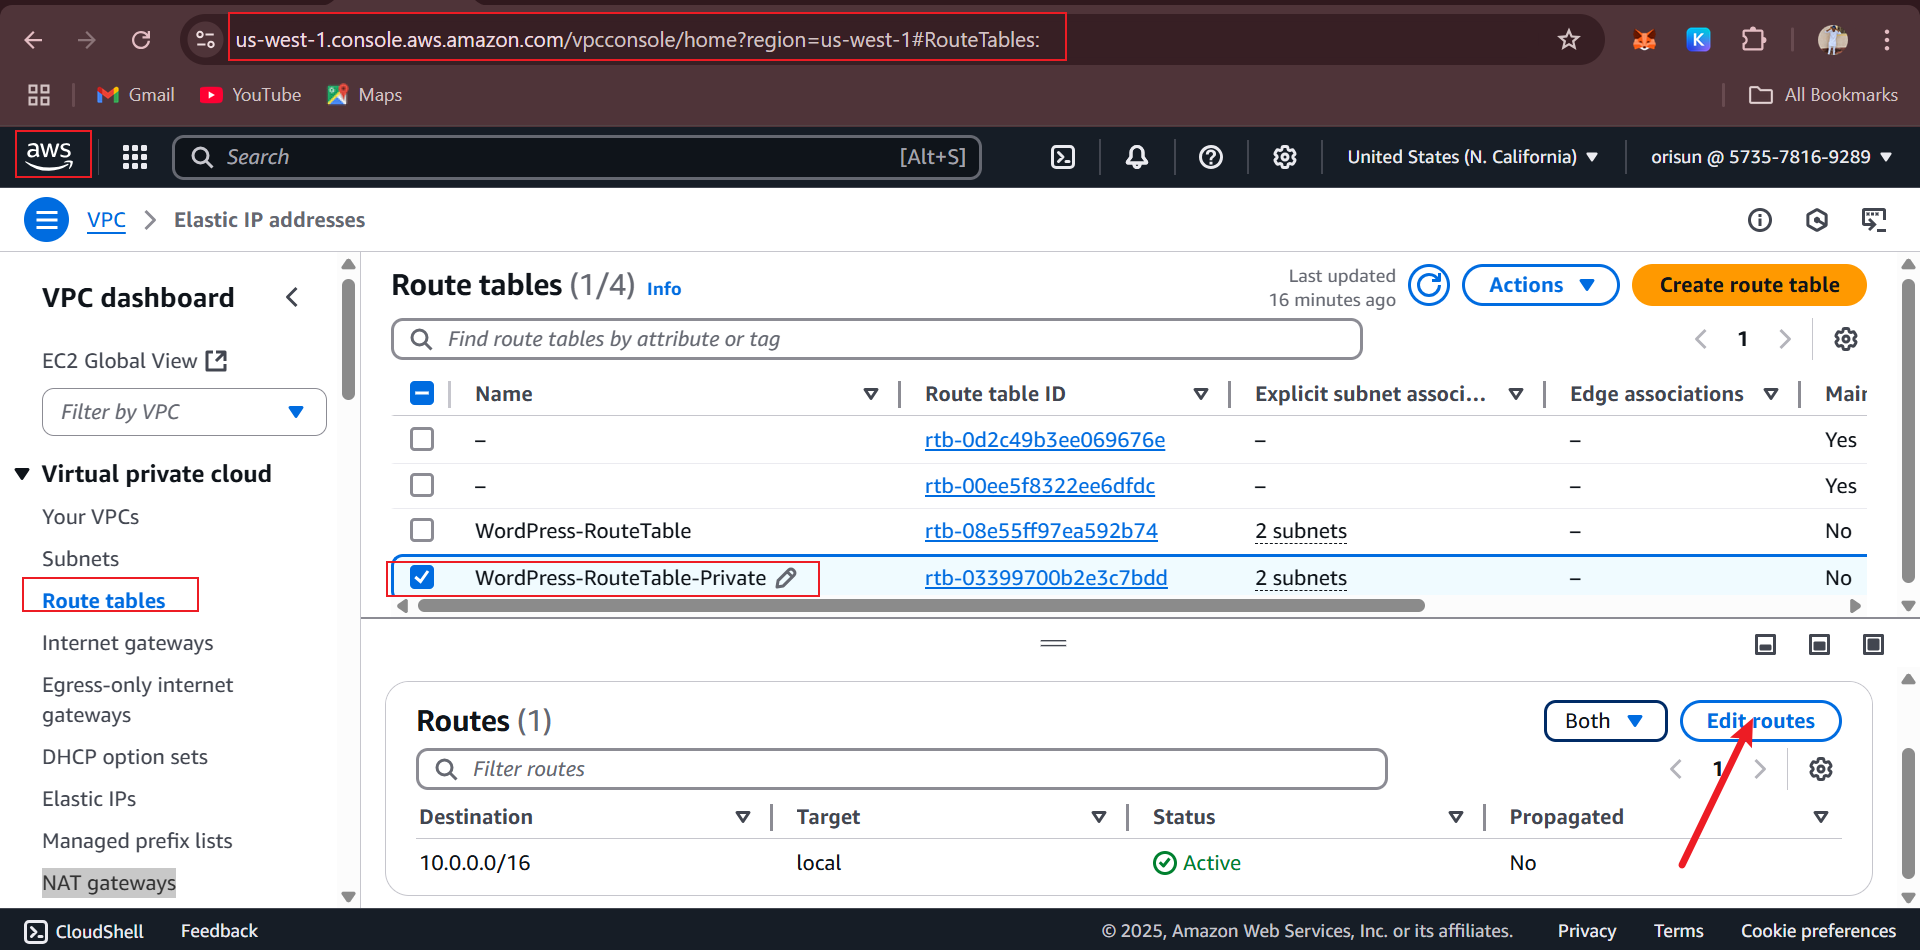 us-west-1.console.aws.amazon.com/vpcconsole/home?region=us-west-1#RouteTables:
K
Gmail YouTube Maps All Bookmarks
aws Search [Alt+S] United States (N. California) orisun @ 5735-7816-9289
VPC Elastic IP addresses
VPC dashboard
EC2 Global View
Filter by VPC
Virtual private cloud
Your VPCs
Subnets
Route tables
Internet gateways
Egress-only internet
gateways
DHCP option sets
Elastic IPs
Managed prefix lists
NAT gateways
Route tables (1/4) Info
Last updated
16 minutes ago
Actions
Create route table
Find route tables by attribute or tag
1
Name Route table ID Explicit subnet associ... Edge associations Mair
– rtb-0d2c49b3ee069676e – – Yes
– rtb-00ee5f8322ee6dfdc – – Yes
WordPress-RouteTable rtb-08e55ff97ea592b74 2 subnets – No
WordPress-RouteTable-Private rtb-03399700b2e3c7bdd 2 subnets – No
Routes (1) Both Edit routes
Filter routes
1
Destination Target Status Propagated
10.0.0.0/16 local Active No
CloudShell Feedback © 2025, Amazon Web Services, Inc. or its affiliates. Privacy Terms Cookie preferences